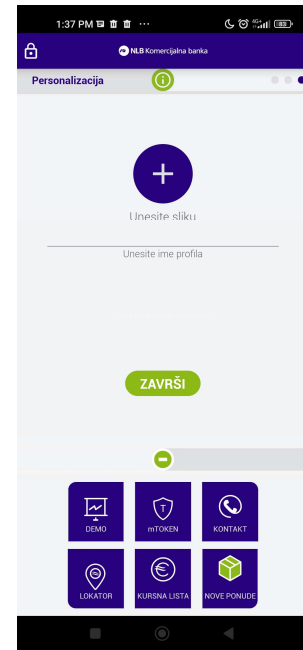 1:37 PM
4G+
NLB Komercijalna banka
Personalizacija
Unesite sliku
Unesite ime profila
ZAVRŠI
DEMO
mTOKEN
KONTAKT
LOKATOR
KURSNA LISTA
NOVE PONUDE